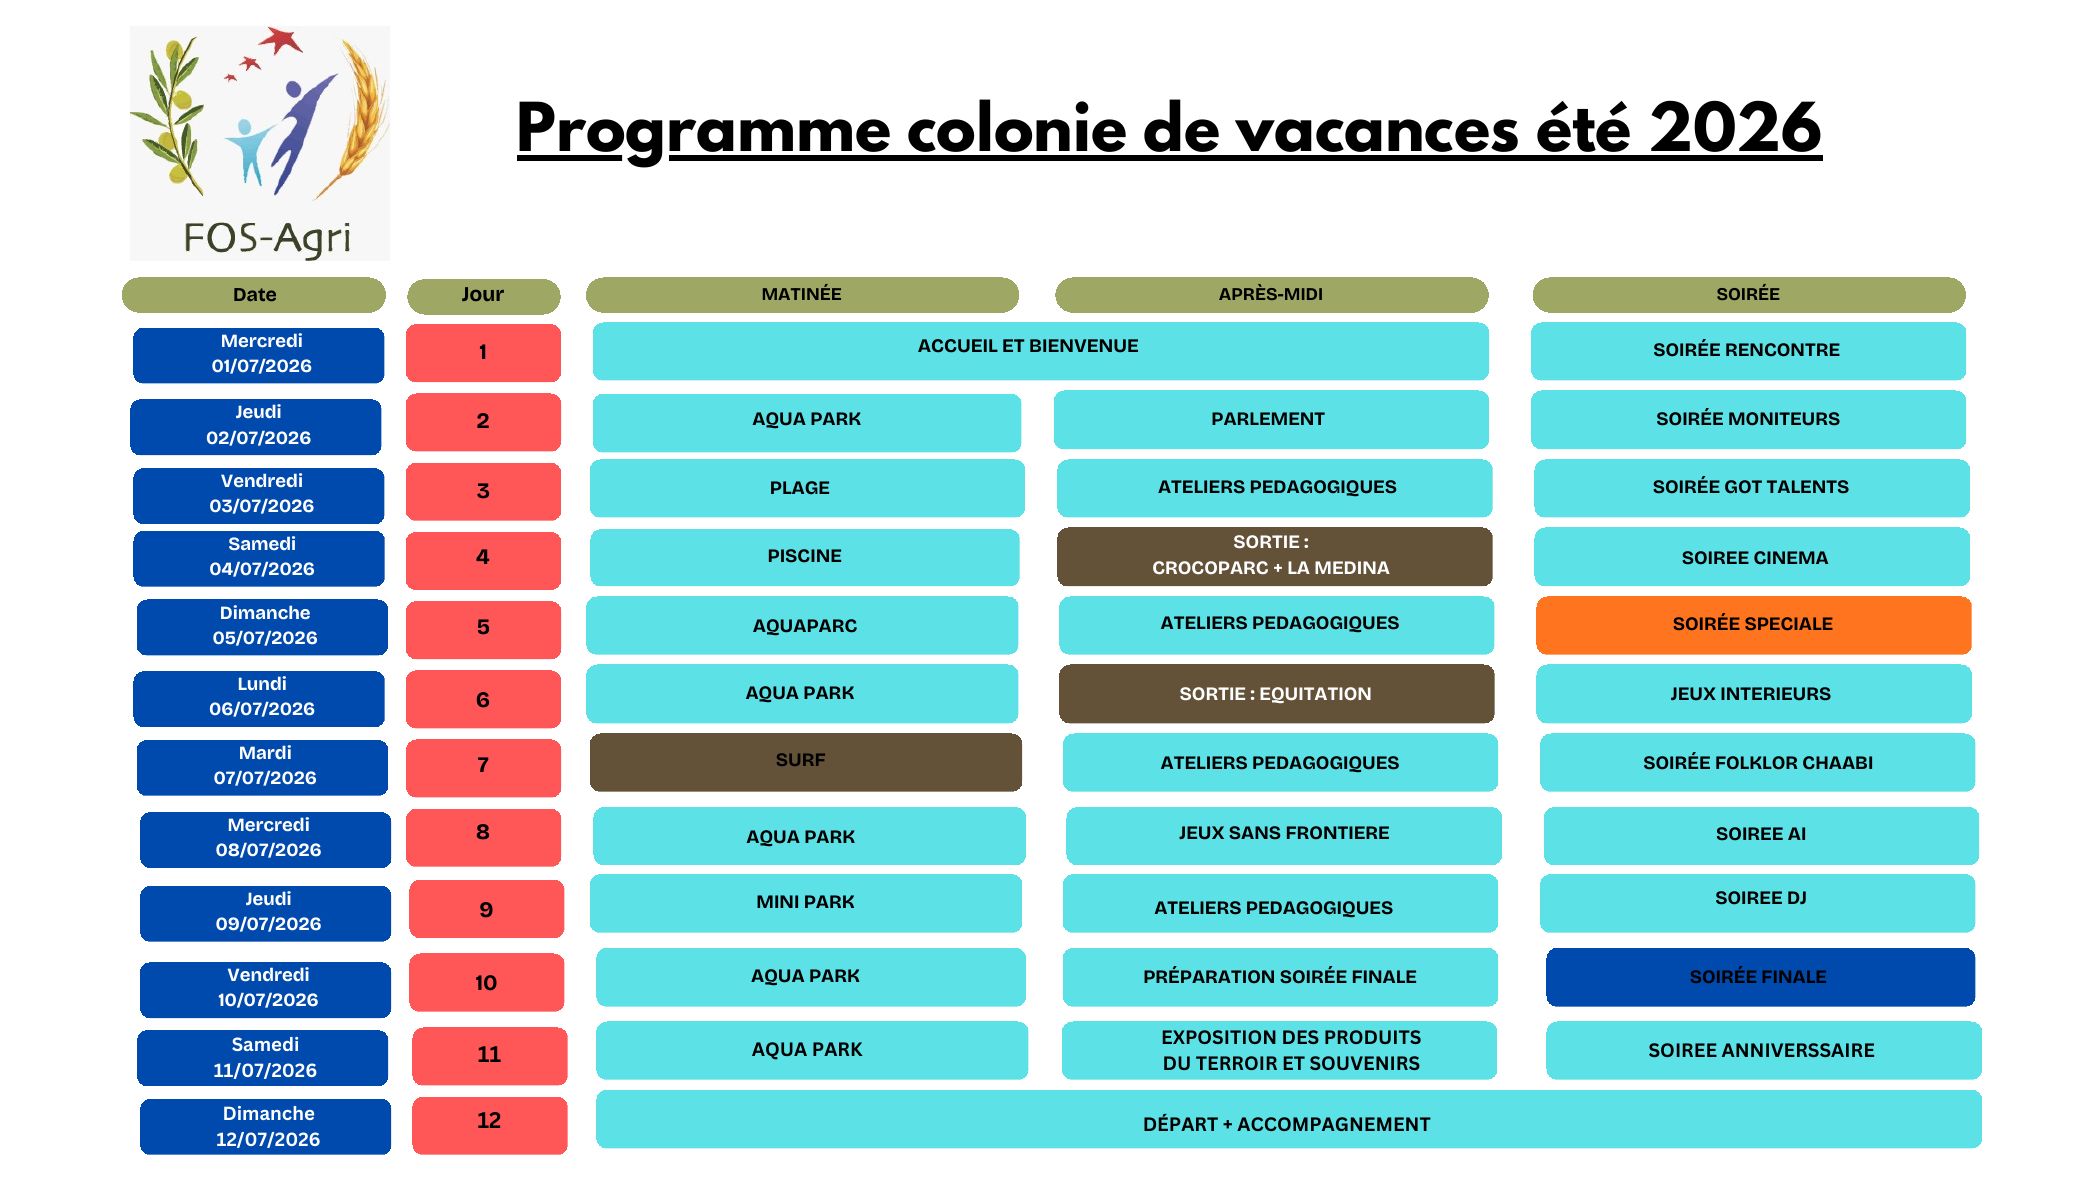 FOS-Agri
Programme colonie de vacances été 2026
Date
Jour
MATINÉE
APRÈS-MIDI
SOIRÉE
Mercredi
01/07/2026
1
ACCUEIL ET BIENVENUE
SOIRÉE RENCONTRE
Jeudi
02/07/2026
2
AQUA PARK
PARLEMENT
SOIRÉE MONITEURS
Vendredi
03/07/2026
3
PLAGE
ATELIERS PEDAGOGIQUES
SOIRÉE GOT TALENTS
Samedi
04/07/2026
4
PISCINE
SORTIE :
CROCOPARC + LA MEDINA
SOIREE CINEMA
Dimanche
05/07/2026
5
AQUAPARC
ATELIERS PEDAGOGIQUES
SOIRÉE SPECIALE
Lundi
06/07/2026
6
AQUA PARK
SORTIE : EQUITATION
JEUX INTERIEURS
Mardi
07/07/2026
7
SURF
ATELIERS PEDAGOGIQUES
SOIRÉE FOLKLOR CHAABI
Mercredi
08/07/2026
8
AQUA PARK
JEUX SANS FRONTIERE
SOIREE AI
Jeudi
09/07/2026
9
MINI PARK
ATELIERS PEDAGOGIQUES
SOIREE DJ
Vendredi
10/07/2026
10
AQUA PARK
PRÉPARATION SOIRÉE FINALE
SOIRÉE FINALE
Samedi
11/07/2026
11
AQUA PARK
EXPOSITION DES PRODUITS
DU TERROIR ET SOUVENIRS
SOIREE ANNIVERSSAIRE
Dimanche
12/07/2026
12
DÉPART + ACCOMPAGNEMENT